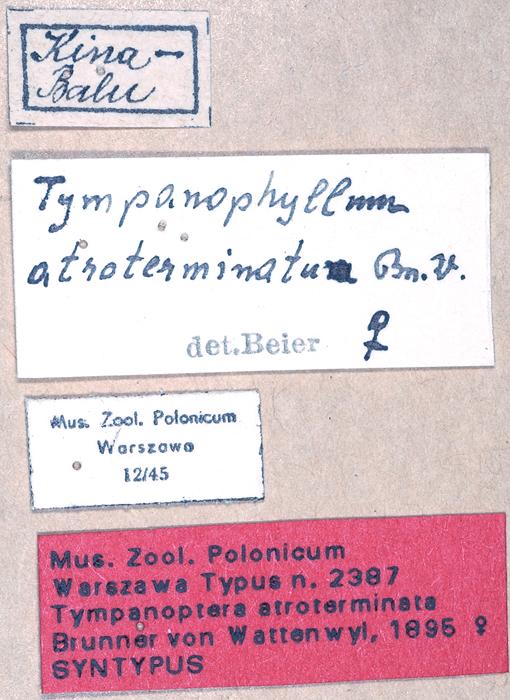 Kina-
Balu
Tympanophyllum
atroterminatum Bn.V.
det.Beier ♀
Mus. Zool. Polonicum
Warszawa
12/45
Mus. Zool. Polonicum
Warszawa Typus n. 2387
Tympanoptera atroterminata
Brunner von Wattenwyl, 1895 ♀
SYNTYPUS